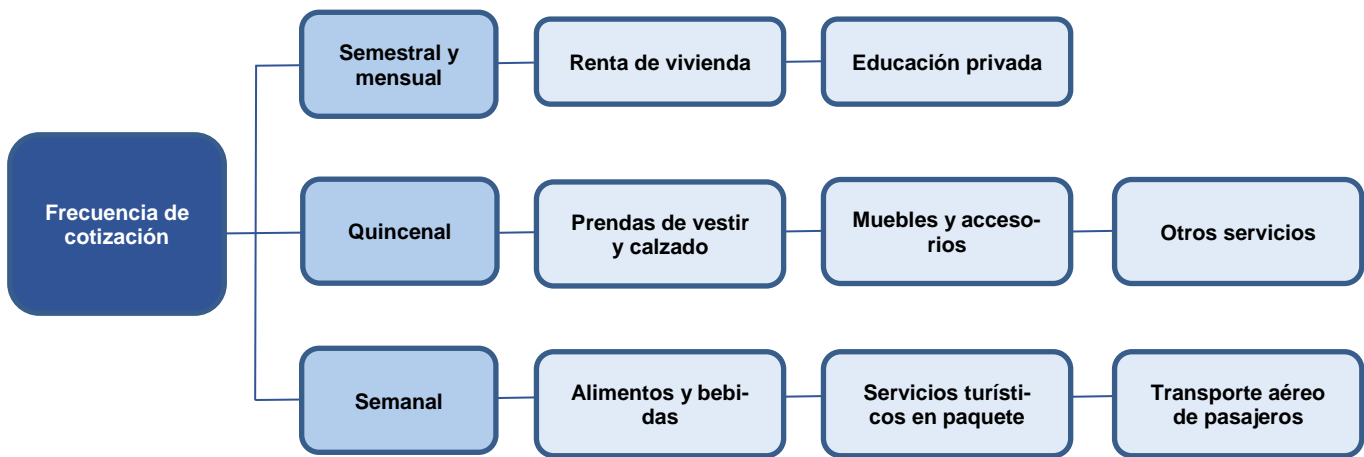 Frecuencia de
cotización
Semestral y
mensual
Renta de vivienda
Educación privada
Quincenal
Prendas de vestir
y calzado
Muebles y acceso-
rios
Otros servicios
Semanal
Alimentos y bebi-
das
Servicios turísti-
cos en paquete
Transporte aéreo
de pasajeros